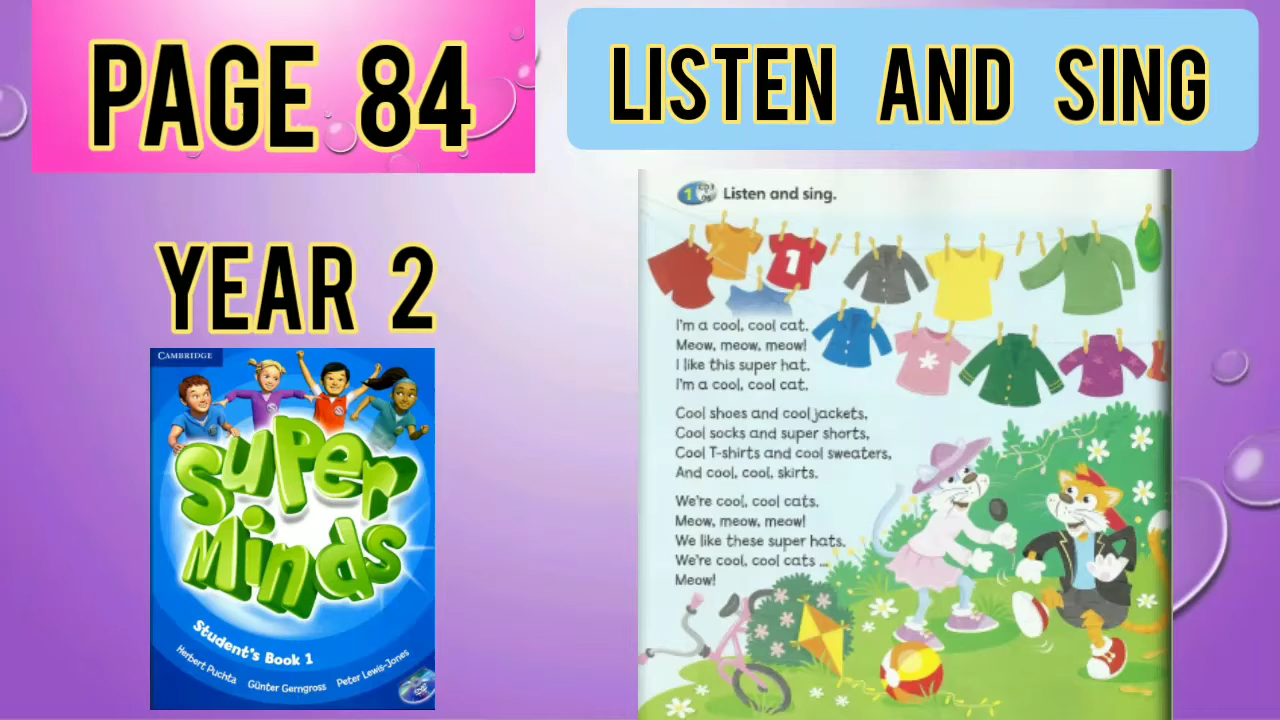 PAGE 84
LISTEN AND SING
YEAR 2
CAMBRIDGE
Super
Minds
Student's Book 1
Herbert Puchta Günter Gerngross Peter Lewis-Jones
1 Listen and sing.
1
I'm a cool, cool cat.
Meow, meow, meow!
I like this super hat.
I'm a cool, cool cat.
Cool shoes and cool jackets,
Cool socks and super shorts,
Cool T-shirts and cool sweaters,
And cool, cool, skirts.
We're cool, cool cats.
Meow, meow, meow!
We like these super hats.
We're cool, cool cats ...
Meow!